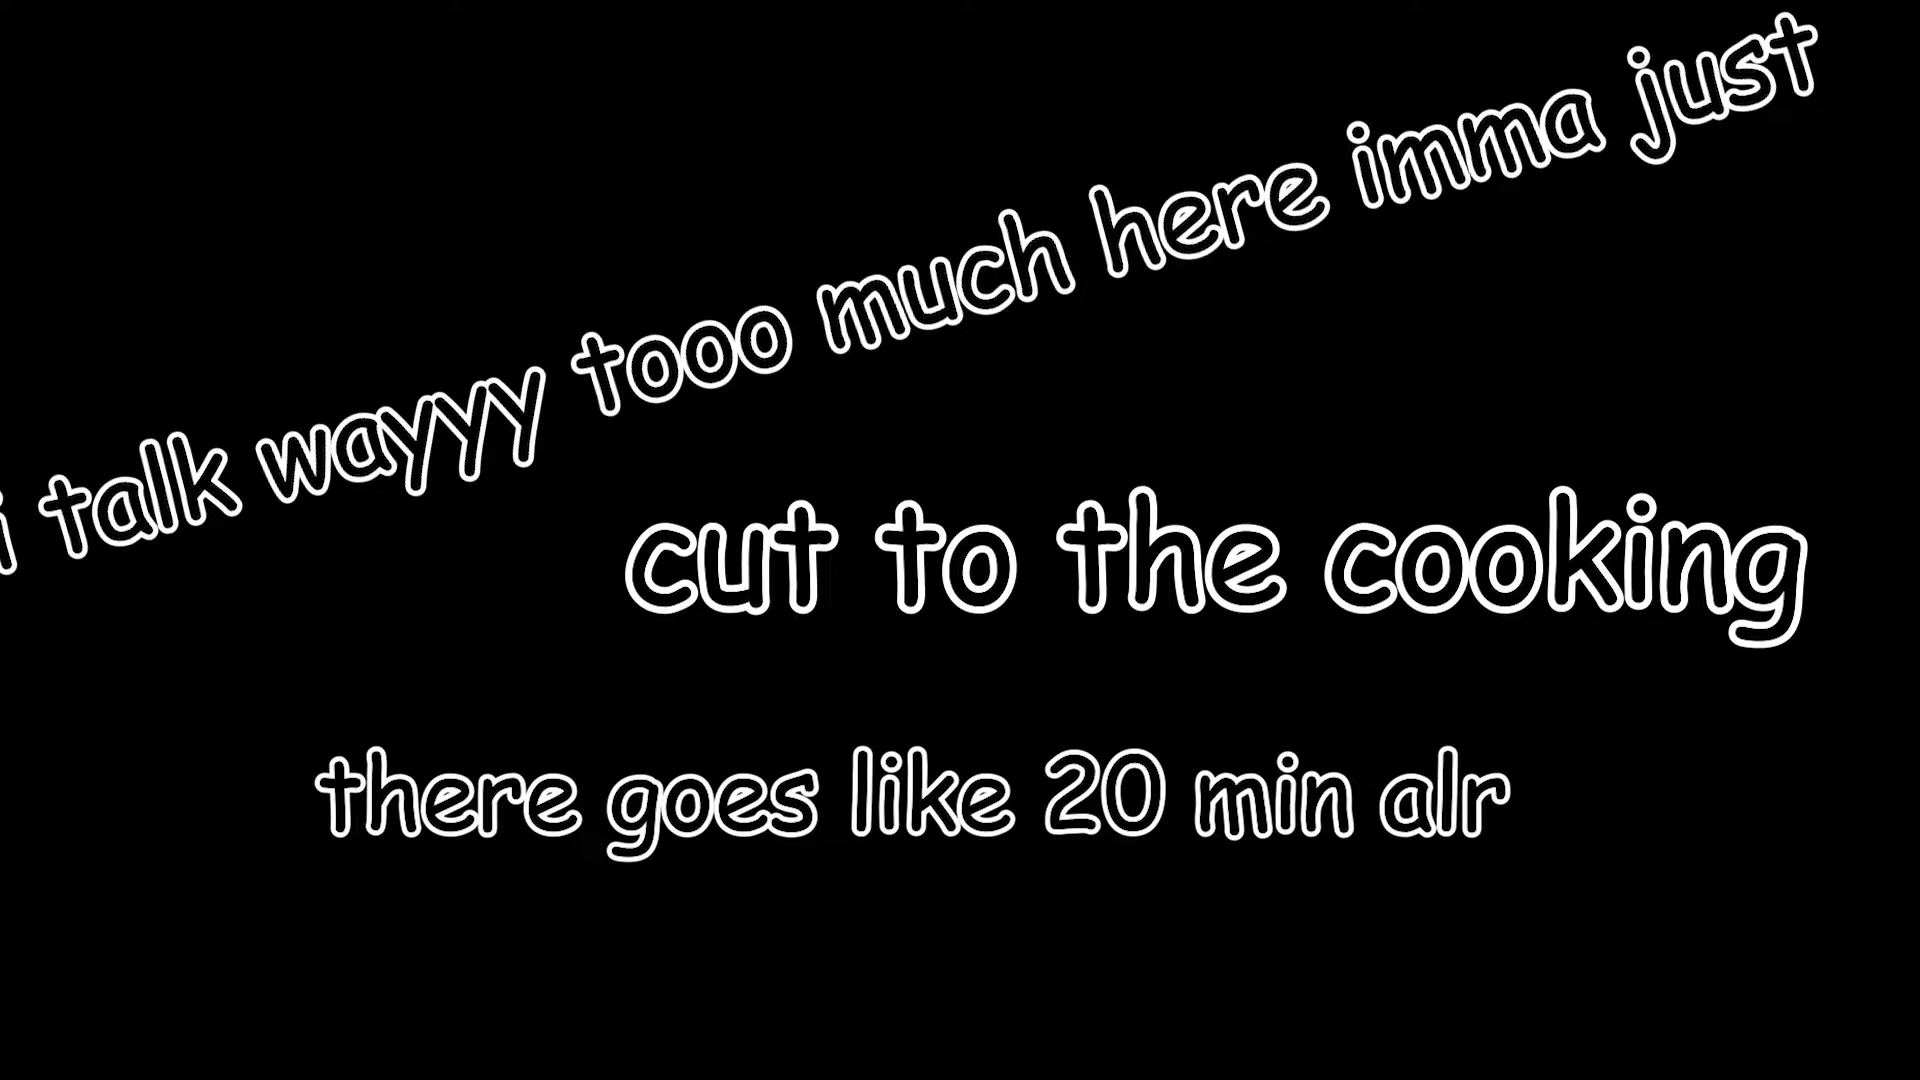 i talk wayyy tooo much here imma just
cut to the cooking
there goes like 20 min alr